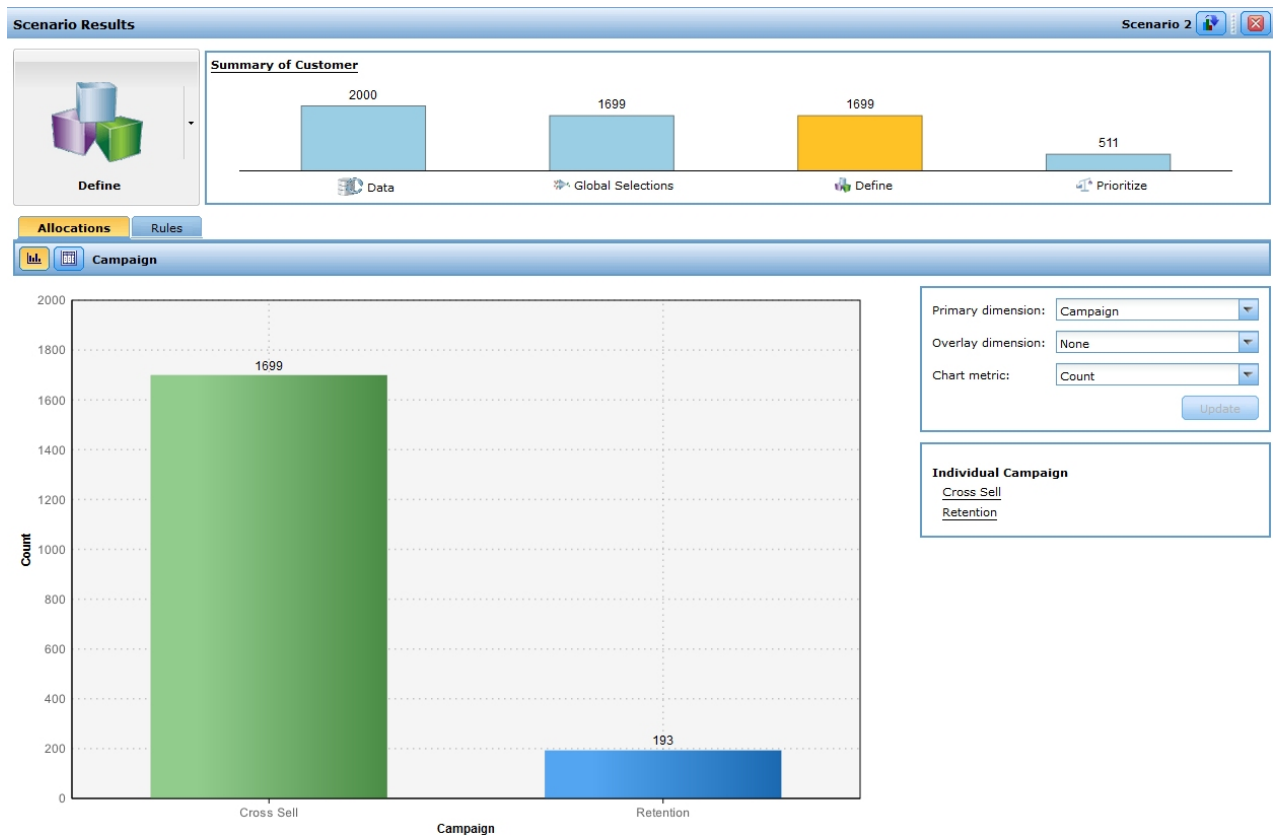 Scenario Results
Scenario 2
Define
Summary of Customer
2000
1699
1699
511
Data
Global Selections
Define
Prioritize
Allocations
Rules
Campaign
2000
1800
1600
1400
1200
1000
800
600
400
200
0
Count
1699
193
Cross Sell
Retention
Campaign
Primary dimension: Campaign
Overlay dimension: None
Chart metric: Count
Update
Individual Campaign
Cross Sell
Retention